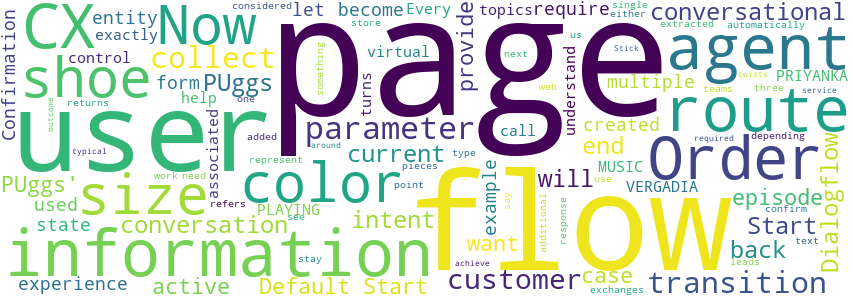 considered let become Every topics require single conversational
CX Now page agent
entity exactly store virtual either us extracted automatically
Confirmation control collect something next Stick web twists teams PRIYANKA
shoe form PUggs provide understand multiple three service
typical returns help one turns parameter call created route
outcome user added current end required depending
work need associated around pieces type MUSIC Order
PUggs' size color flow will VERGADIA episode Dialogflow
used represent refers point example case Start confirm
state PLAYING intent say additional response want text
conversation see back
information stay achieve exchanges use leads
experience active Default Start customer transition